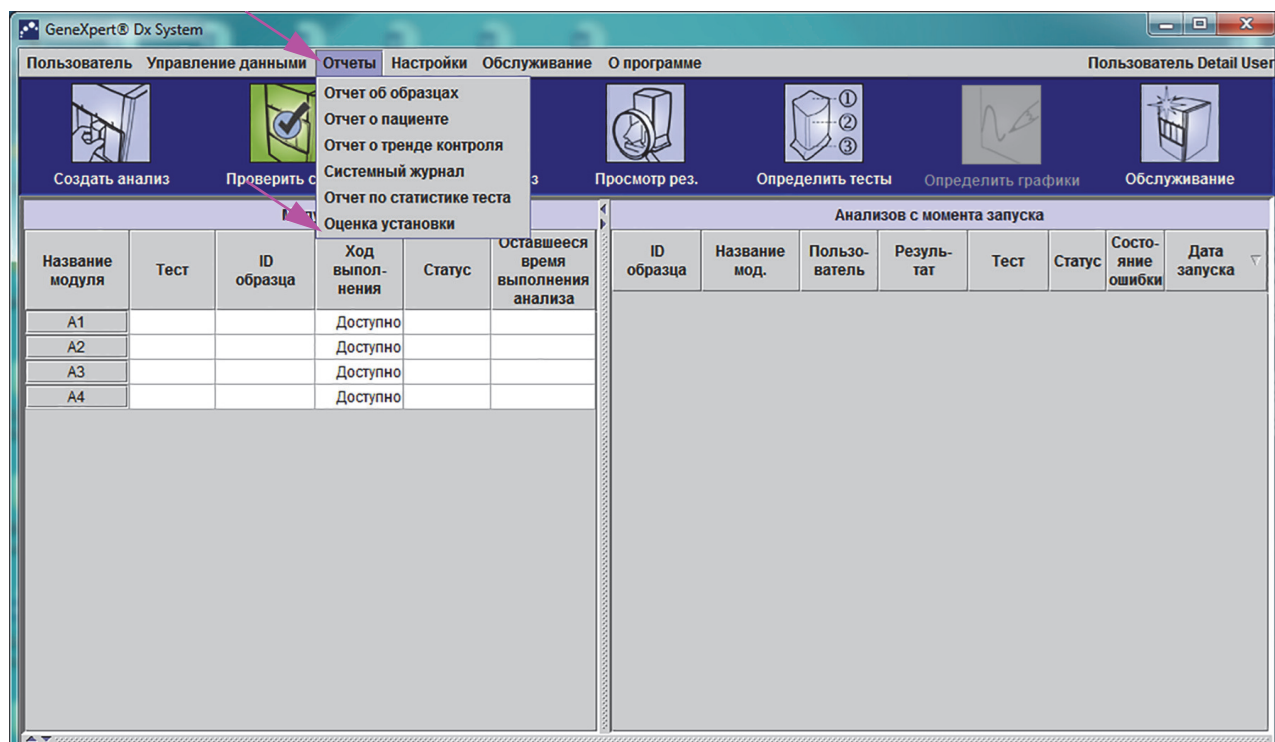 GeneXpert® Dx System
Пользователь Управление данными Отчеты Настройки Обслуживание О программе Пользователь Detail User
Отчет об образцах
Отчет о пациенте
Отчет о тренде контроля
Системный журнал
Отчет по статистике теста
Оценка установки
①
②
③
Создать анализ Проверить с з Просмотр рез. Определить тесты Определить графики Обслуживание
Анализов с момента запуска
Название модуля
Тест
ID образца
Ход выпол-
нения
Статус
Оставшееся
время
выполнения
анализа
ID образца
Название мод.
Пользо-
ватель
Резуль-
тат
Тест
Статус
Состо-
яние
ошибки
Дата запуска
A1 Доступно
A2 Доступно
A3 Доступно
A4 Доступно